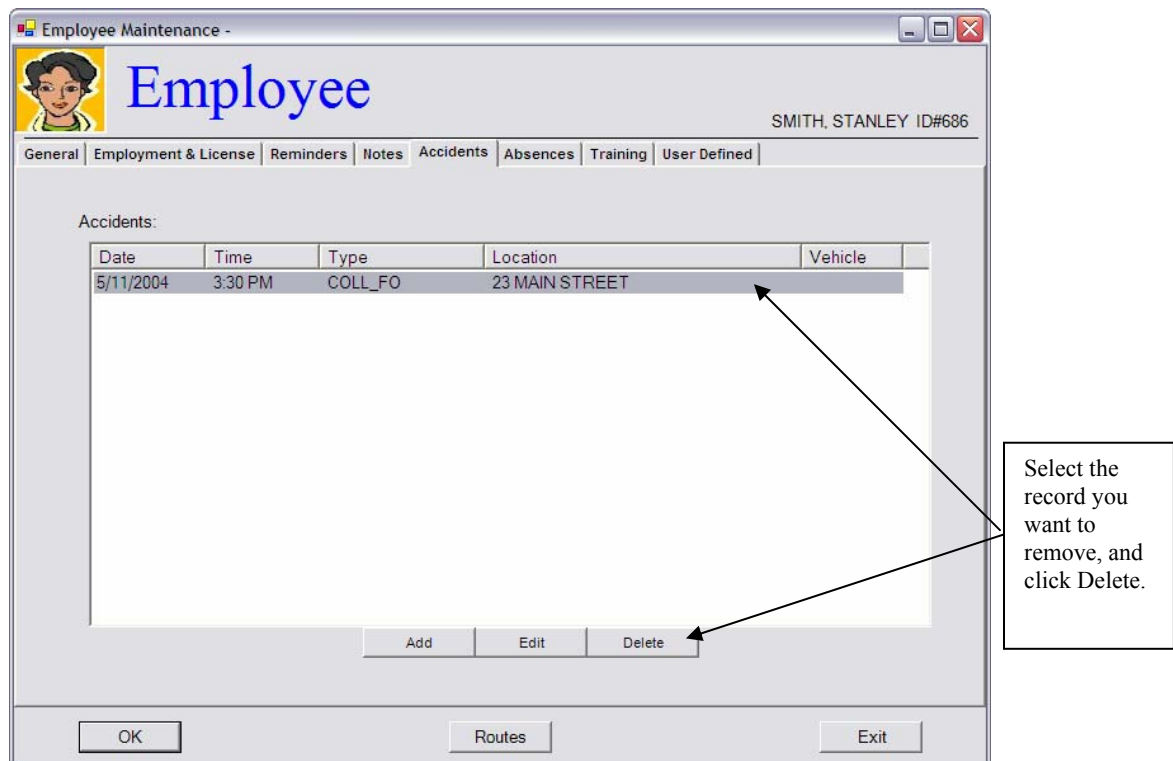 Employee Maintenance -
Employee
SMITH, STANLEY ID#686
General Employment & License Reminders Notes Accidents Absences Training User Defined
Accidents:
Date Time Type Location Vehicle
5/11/2004 3:30 PM COLL_FO 23 MAIN STREET
Select the
record you
want to
remove, and
click Delete.
Add Edit Delete
OK Routes Exit